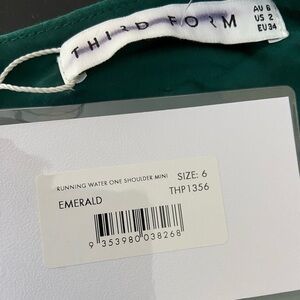 THIRD FORM
AU 6
US 2
EU 34
RUNNING WATER ONE SHOULDER MINI
SIZE: 6
EMERALD
THP1356
9 353980 038268